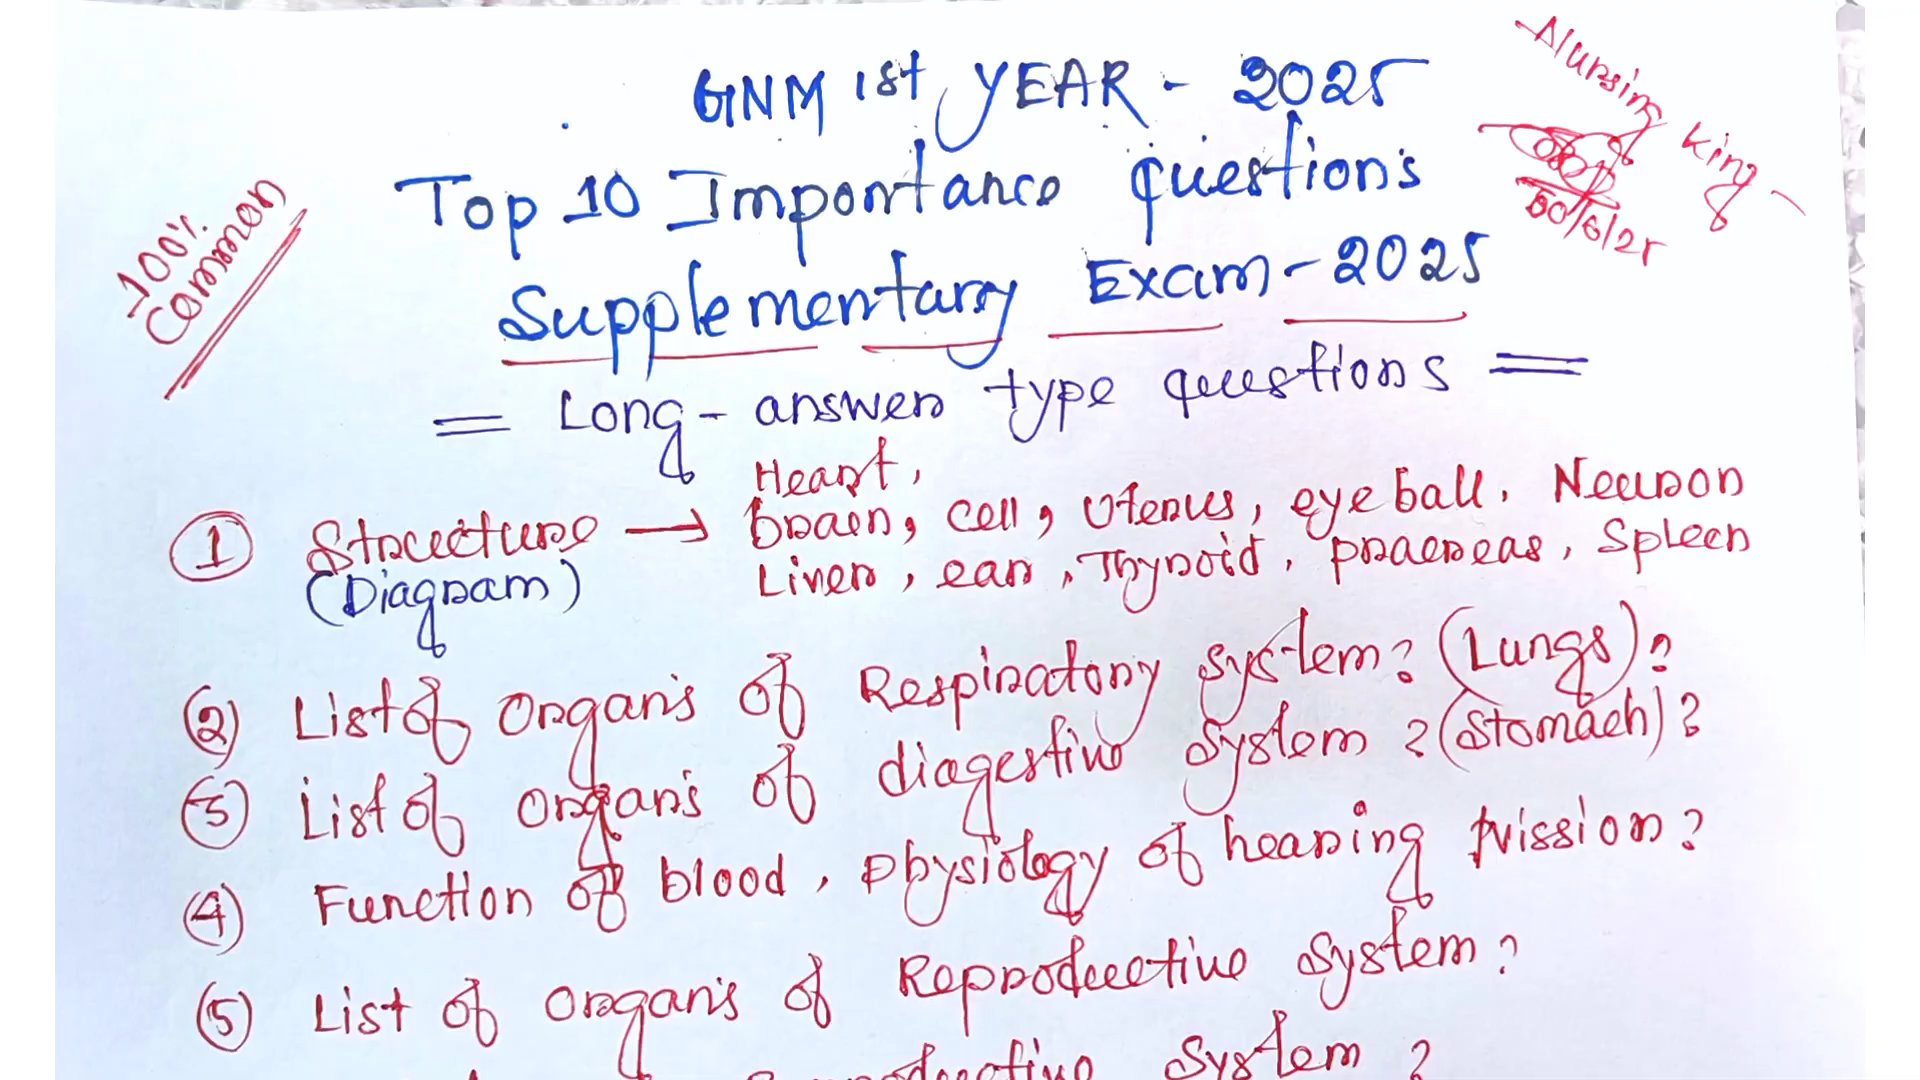 GNM 1st YEAR - 2025
Top 10 Importance questions
Supplementary Exam - 2025
= Long - answer type questions =
100%
Common
Nursing King
30/6/25
① Structure → Heart,
brain, cell, Uterus, eye ball, Neuron
(Diagram) Liver, ear, Thyroid, pancreas, Spleen
② List of Organ's of Respiratory system? (Lungs)?
③ List of organ's of diagestive System? (Stomach)?
④ Function of blood, physiology of hearing vission?
⑤ List of organ's of Reproductive System?
System?